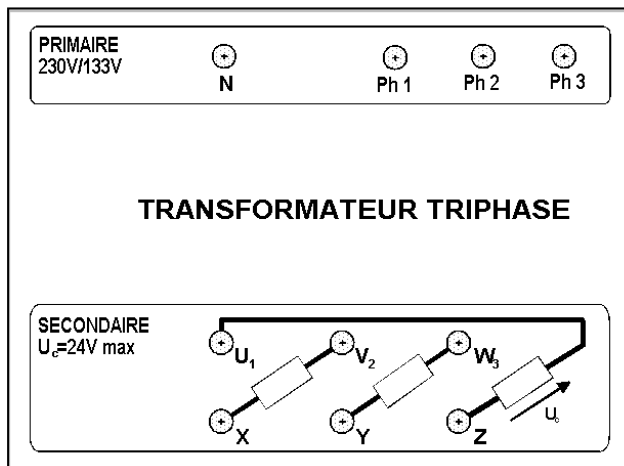 PRIMAIRE
230V/133V
N Ph 1 Ph 2 Ph 3
TRANSFORMATEUR TRIPHASE
SECONDAIRE
Uc=24V max
U1 V2 W3
X Y Z Uc